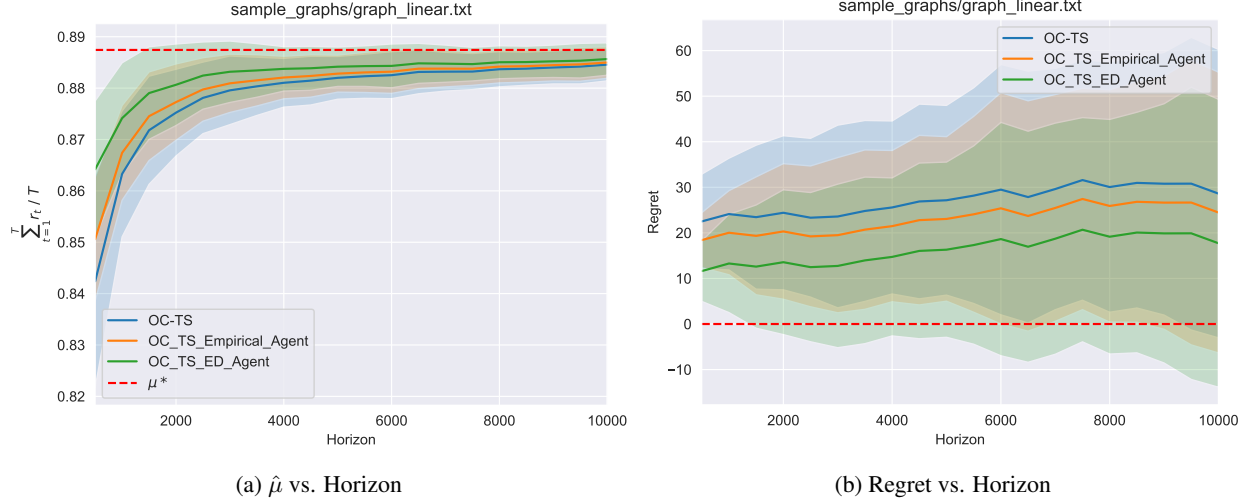 sample_graphs/graph_linear.txt
0.89
0.88
0.87
0.86
0.85
0.84
0.83
0.82
T
∑ r_t / T
t=1
OC-TS
OC_TS_Empirical_Agent
OC_TS_ED_Agent
μ*
2000 4000 6000 8000 10000
Horizon
(a) μ̂ vs. Horizon
sample_graphs/graph_linear.txt
60
50
40
30
20
10
0
−10
Regret
OC-TS
OC_TS_Empirical_Agent
OC_TS_ED_Agent
2000 4000 6000 8000 10000
Horizon
(b) Regret vs. Horizon